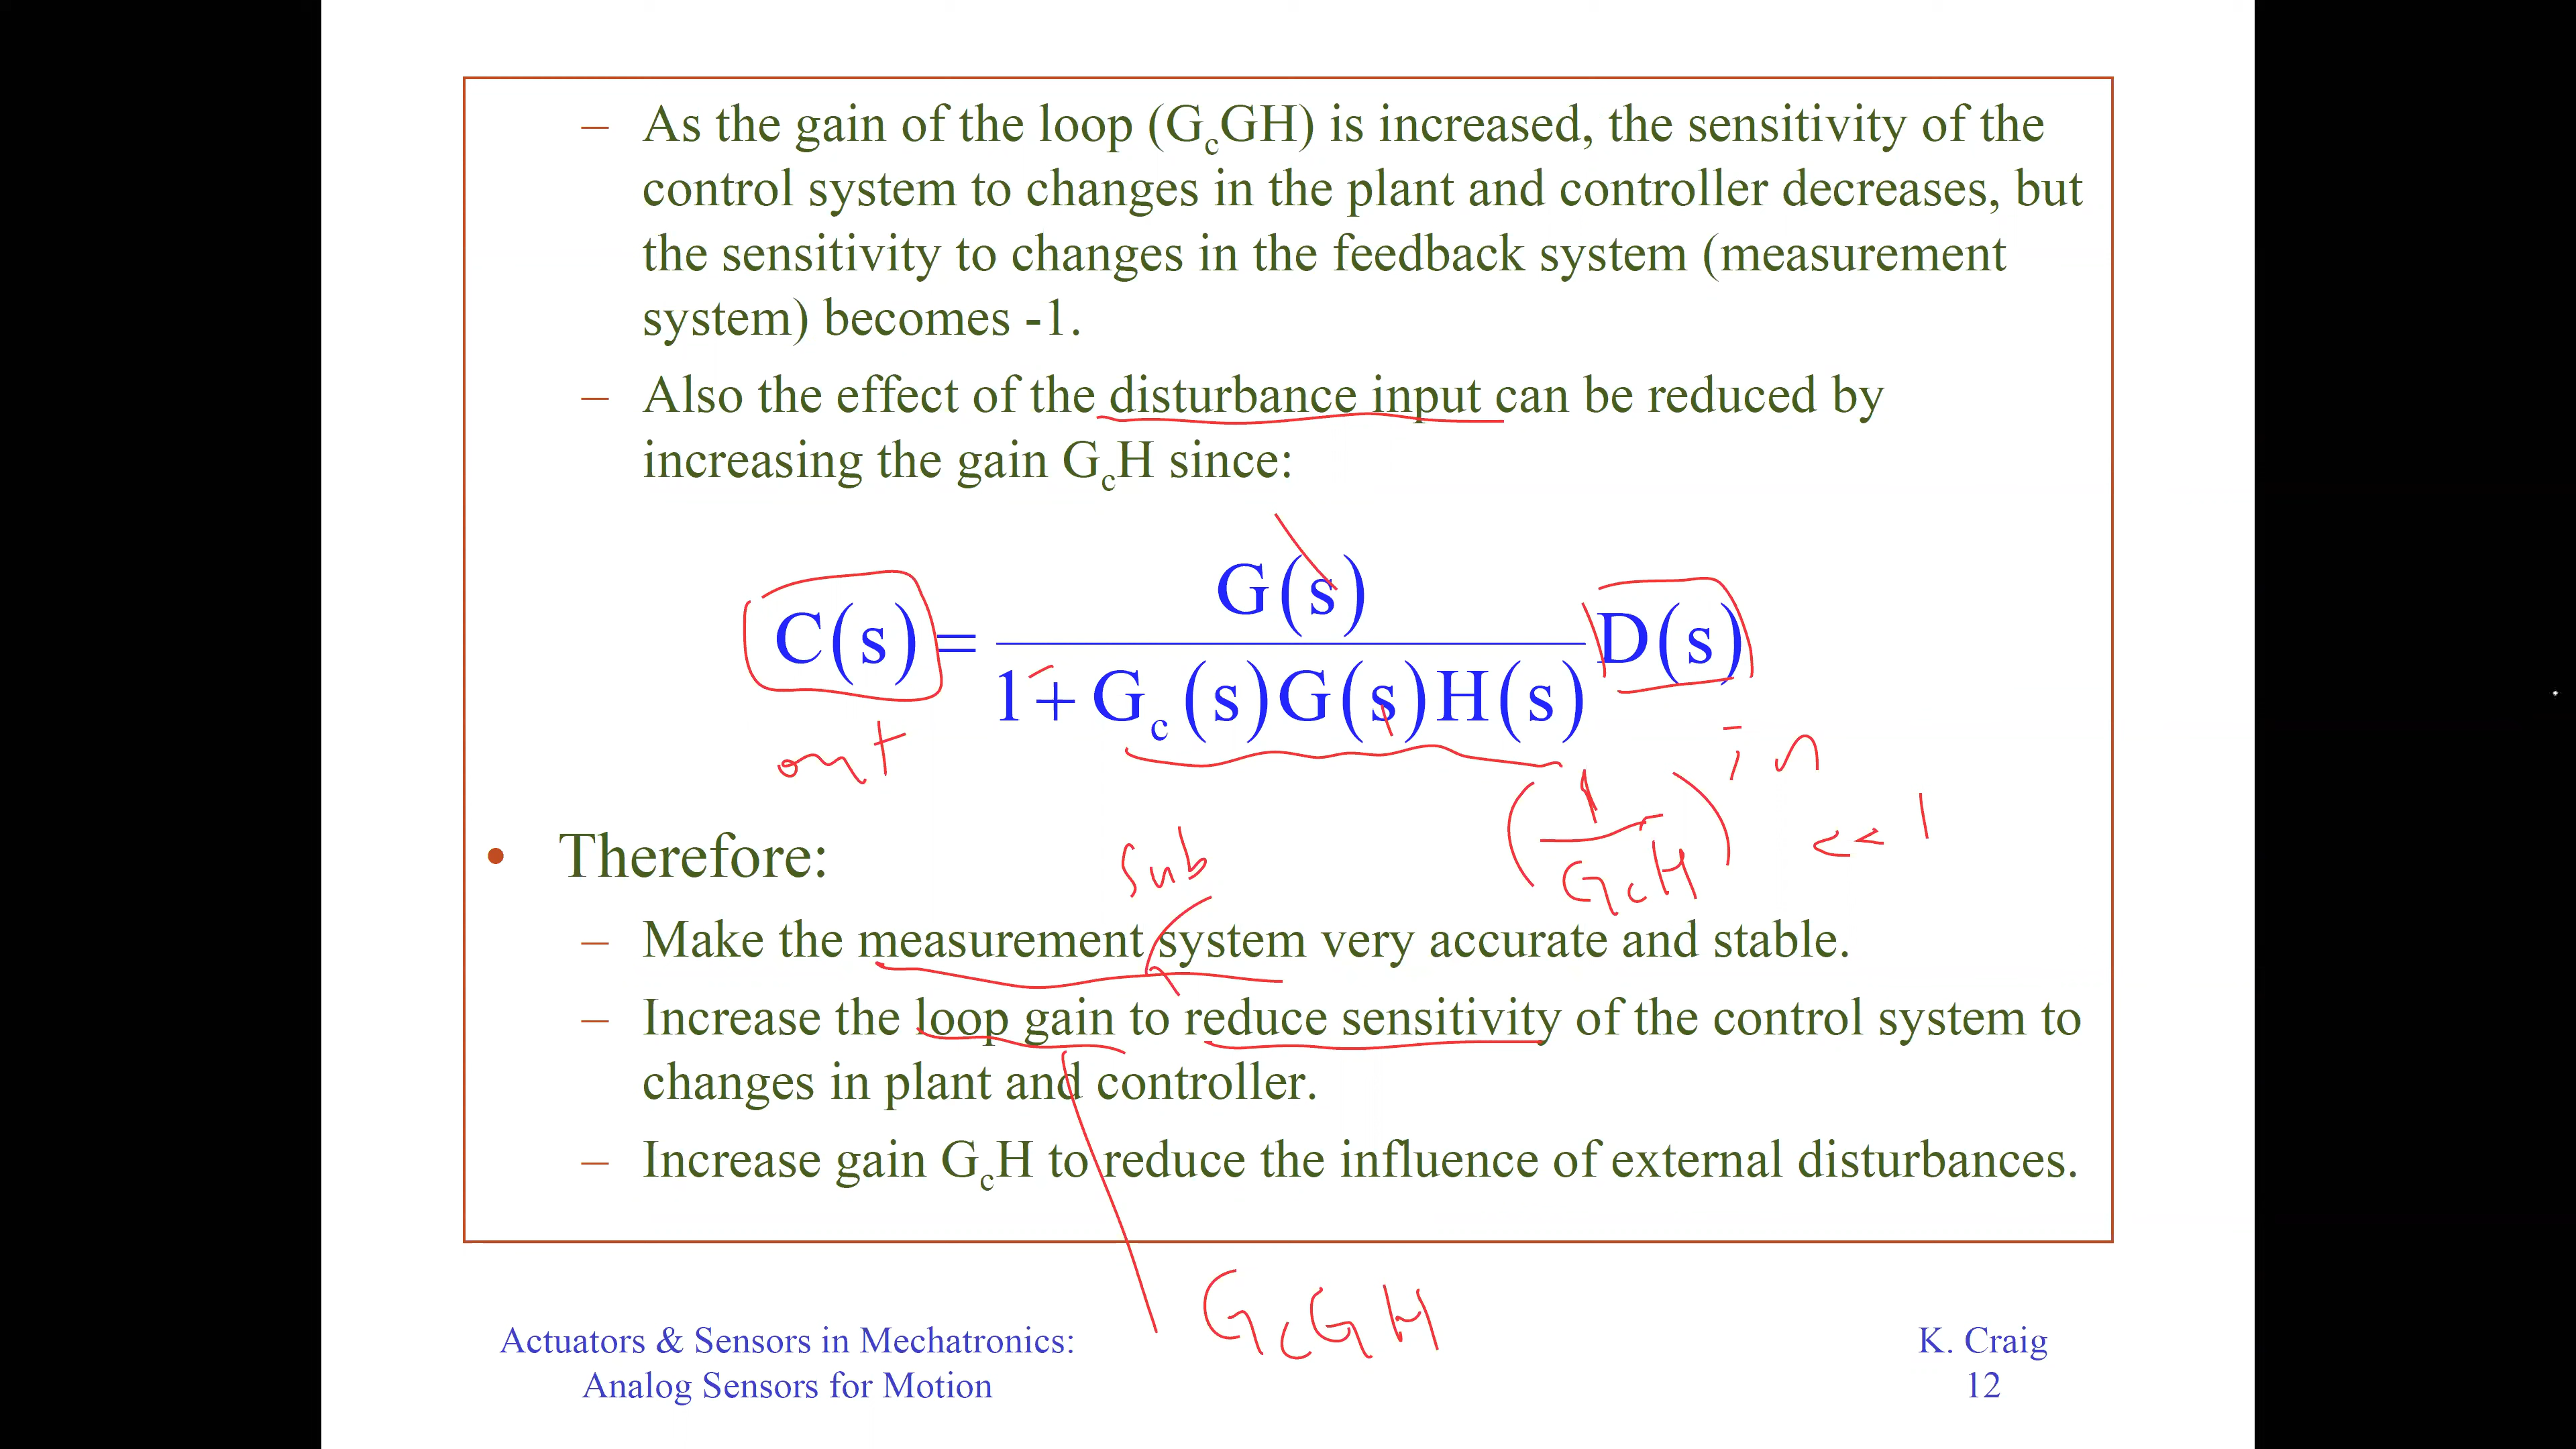 – As the gain of the loop (GcGH) is increased, the sensitivity of the
control system to changes in the plant and controller decreases, but
the sensitivity to changes in the feedback system (measurement
system) becomes -1.
– Also the effect of the disturbance input can be reduced by
increasing the gain GcH since:
G(s)
C(s) = ———— D(s)
1 + Gc(s)G(s)H(s)
out
in
(1/GcH) << 1
• Therefore:
sub
– Make the measurement system very accurate and stable.
– Increase the loop gain to reduce sensitivity of the control system to
changes in plant and controller.
– Increase gain GcH to reduce the influence of external disturbances.
GcGH
Actuators & Sensors in Mechatronics:
Analog Sensors for Motion
K. Craig
12